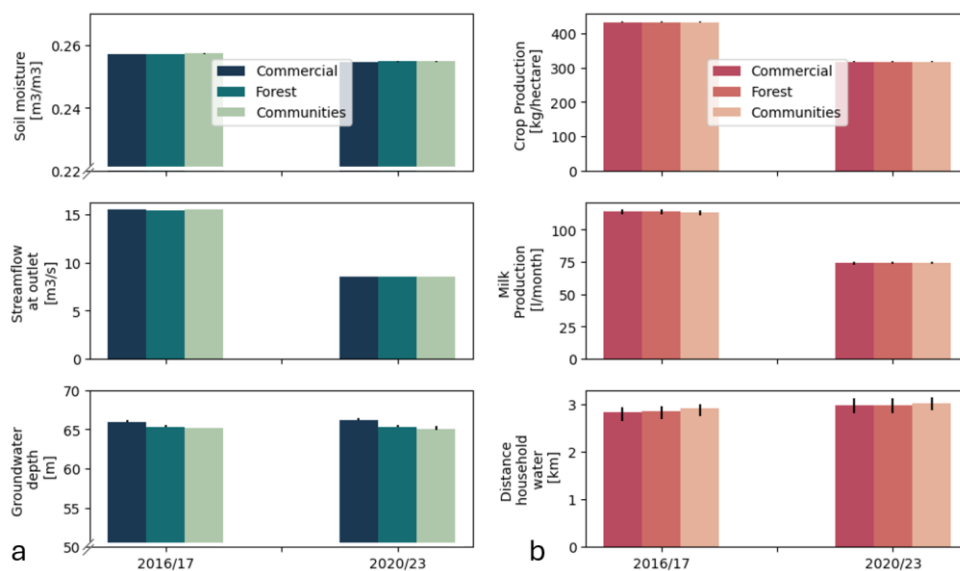 Soil moisture
[m3/m3]
0.26
0.24
0.22
Commercial
Forest
Communities
Streamflow
at outlet
[m3/s]
15
10
5
0
Groundwater
depth
[m]
70
65
60
55
50
2016/17
2020/23
a
Crop Production
[kg/hectare]
400
300
200
100
0
Commercial
Forest
Communities
Milk
Production
[l/month]
100
75
50
25
0
Distance
household
water
[km]
3
2
1
0
2016/17
2020/23
b